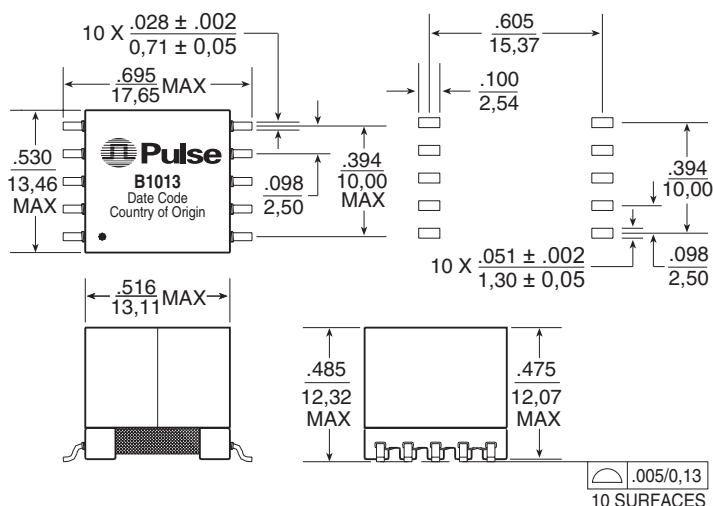 10 X .028 ± .002
0,71 ± 0,05
.695
17,65 MAX
.530
13,46
MAX
Pulse
B1013
Date Code
Country of Origin
.098
2,50
.394
10,00
MAX
.605
15,37
.100
2,54
.394
10,00
10 X .051 ± .002
1,30 ± 0,05
.098
2,50
.516
13,11 MAX
.485
12,32
MAX
.475
12,07
MAX
.005/0,13
10 SURFACES